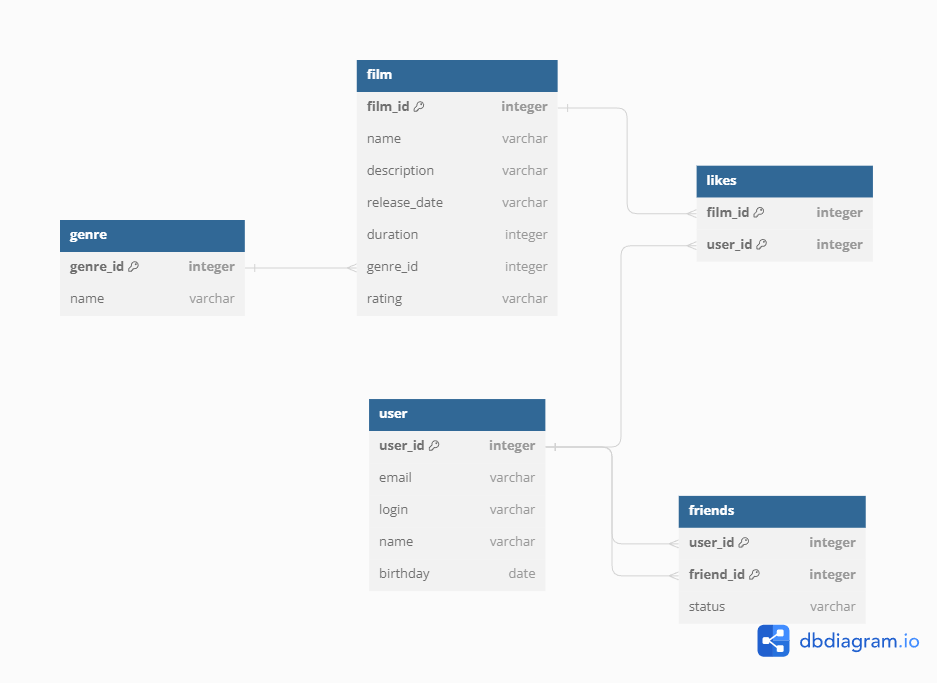 film
film_id integer
name varchar
description varchar
release_date varchar
duration integer
genre_id integer
rating varchar
likes
film_id integer
user_id integer
genre
genre_id integer
name varchar
user
user_id integer
email varchar
login varchar
name varchar
birthday date
friends
user_id integer
friend_id integer
status varchar
dbdiagram.io